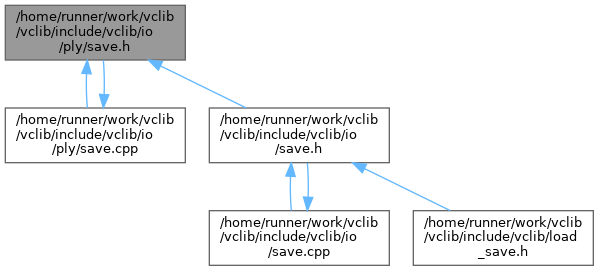 /home/runner/work/vclib
/vclib/include/vclib/io
/ply/save.h
/home/runner/work/vclib
/vclib/include/vclib/io
/ply/save.cpp
/home/runner/work/vclib
/vclib/include/vclib/io
/save.h
/home/runner/work/vclib
/vclib/include/vclib/io
/save.cpp
/home/runner/work/vclib
/vclib/include/vclib/load
_save.h